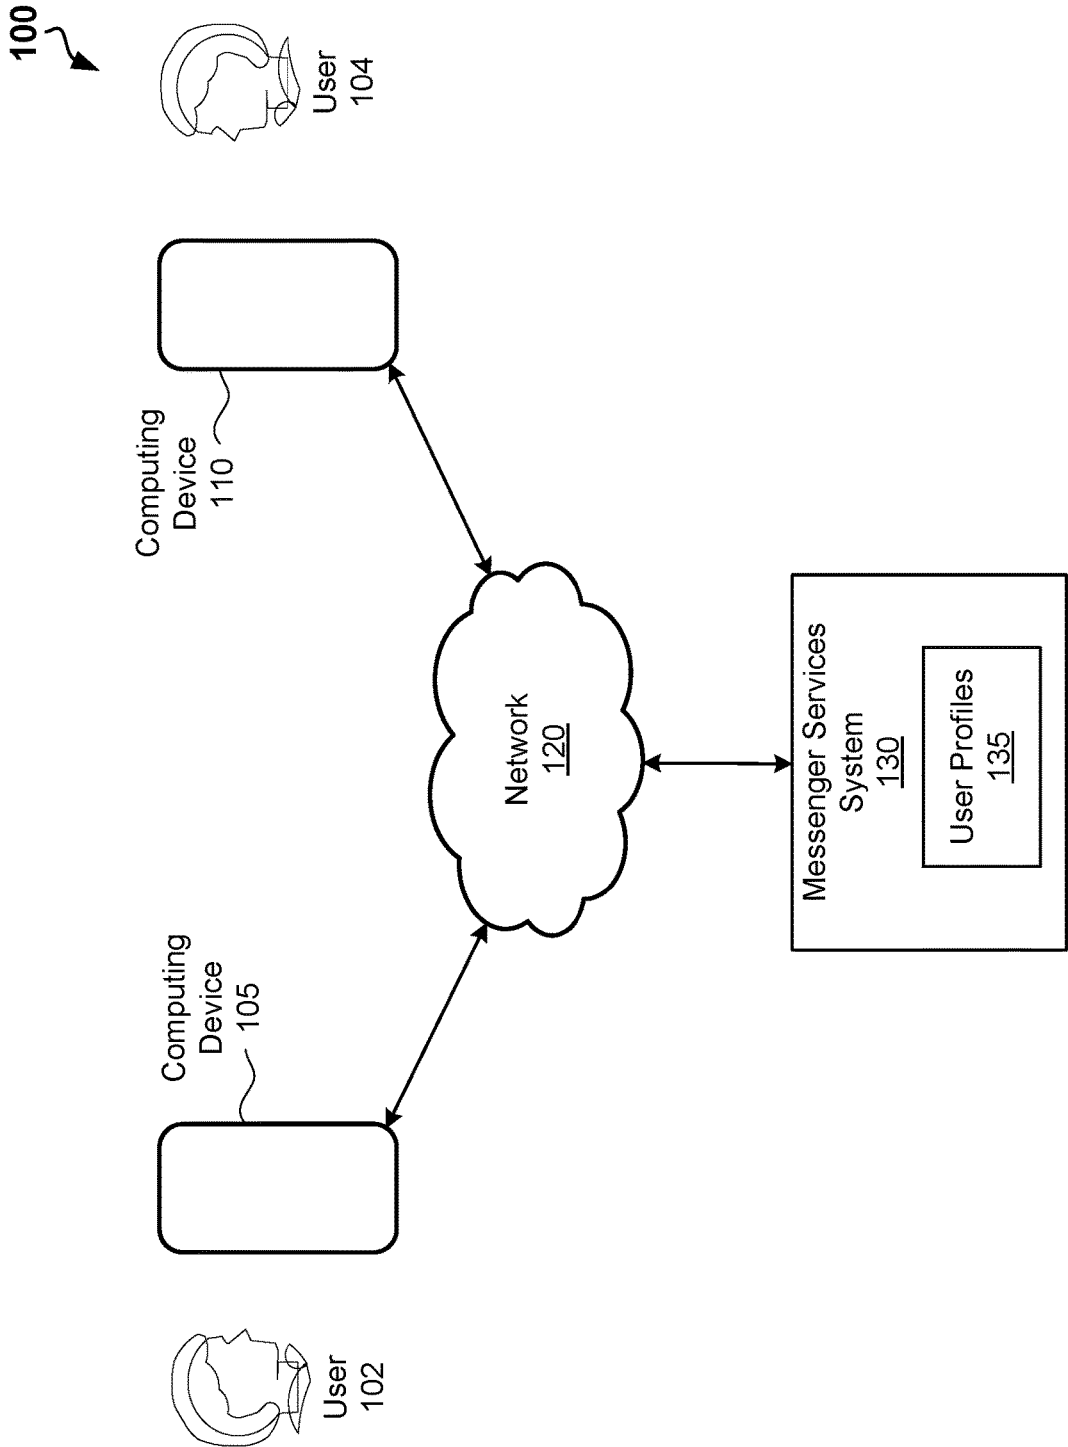 100
User
102
Computing
Device
105
Computing
Device
110
User
104
Network
120
Messenger Services
System
130
User Profiles
135